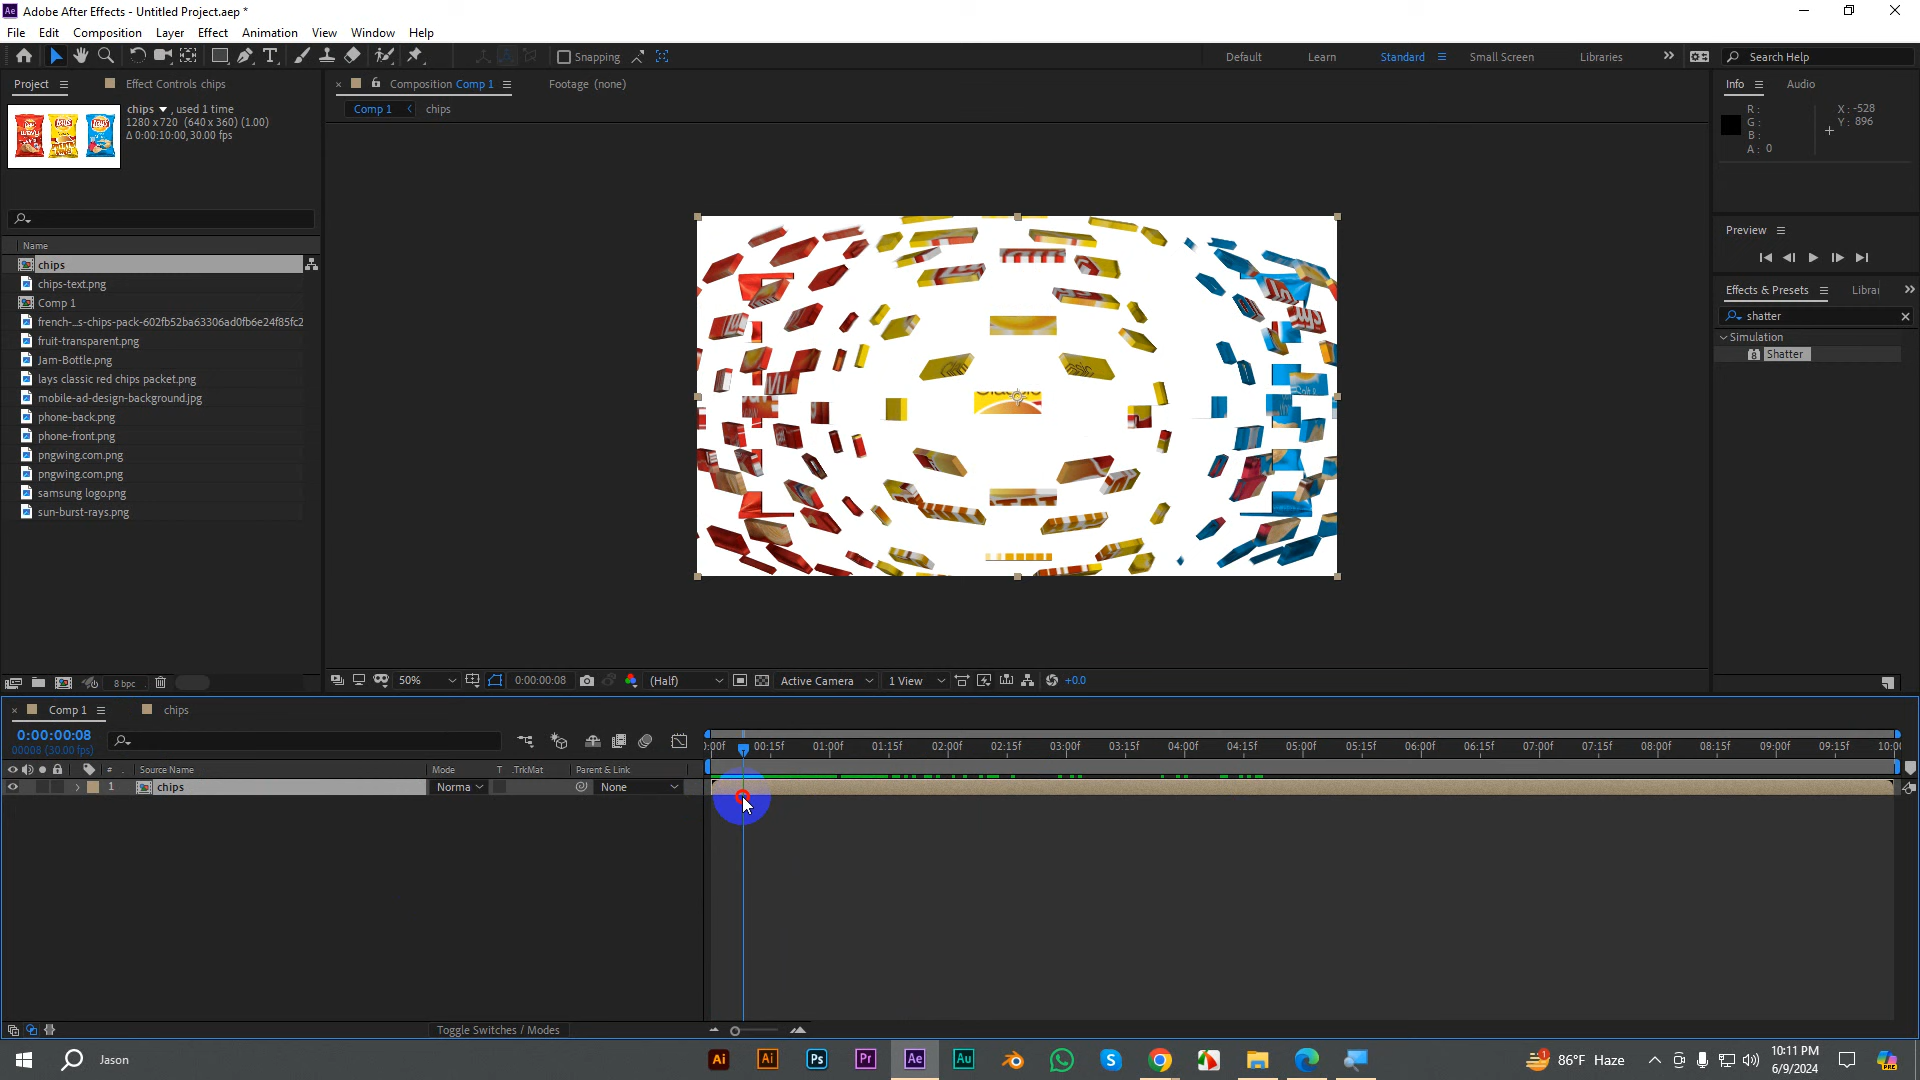 Adobe After Effects - Untitled Project.aep *
File Edit Composition Layer Effect Animation View Window Help
Snapping
Default Learn Standard Small Screen Libraries
Search Help
Project Effect Controls chips
Composition Comp 1 Footage (none)
Info Audio
chips , used 1 time
1280 x 720 (640 x 360) (1.00)
Δ 0:00:10:00, 30.00 fps
Comp 1 chips
R:
G:
B:
A: 0
X: -528
Y: 896
Preview
Name
chips
chips-text.png
Comp 1
french-...s-chips-pack-602fb52ba63306ad0fb6e24f85fc2
fruit-transparent.png
Jam-Bottle.png
lays classic red chips packet.png
mobile-ad-design-background.jpg
phone-back.png
phone-front.png
pngwing.com.png
pngwing.com.png
samsung logo.png
sun-burst-rays.png
Effects & Presets Librar
shatter
Simulation
Shatter
8 bpc
50% 0:00:00:08 (Half) Active Camera 1 View +0.0
Comp 1 chips
0:00:00:08
00008 (30.00 fps)
):00f 00:15f 01:00f 01:15f 02:00f 02:15f 03:00f 03:15f 04:00f 04:15f 05:00f 05:15f 06:00f 06:15f 07:00f 07:15f 08:00f 08:15f 09:00f 09:15f 10:0
# Source Name Mode T .TrkMat Parent & Link
1 chips Norma None
Toggle Switches / Modes
Jason
86°F Haze
10:11 PM
6/9/2024